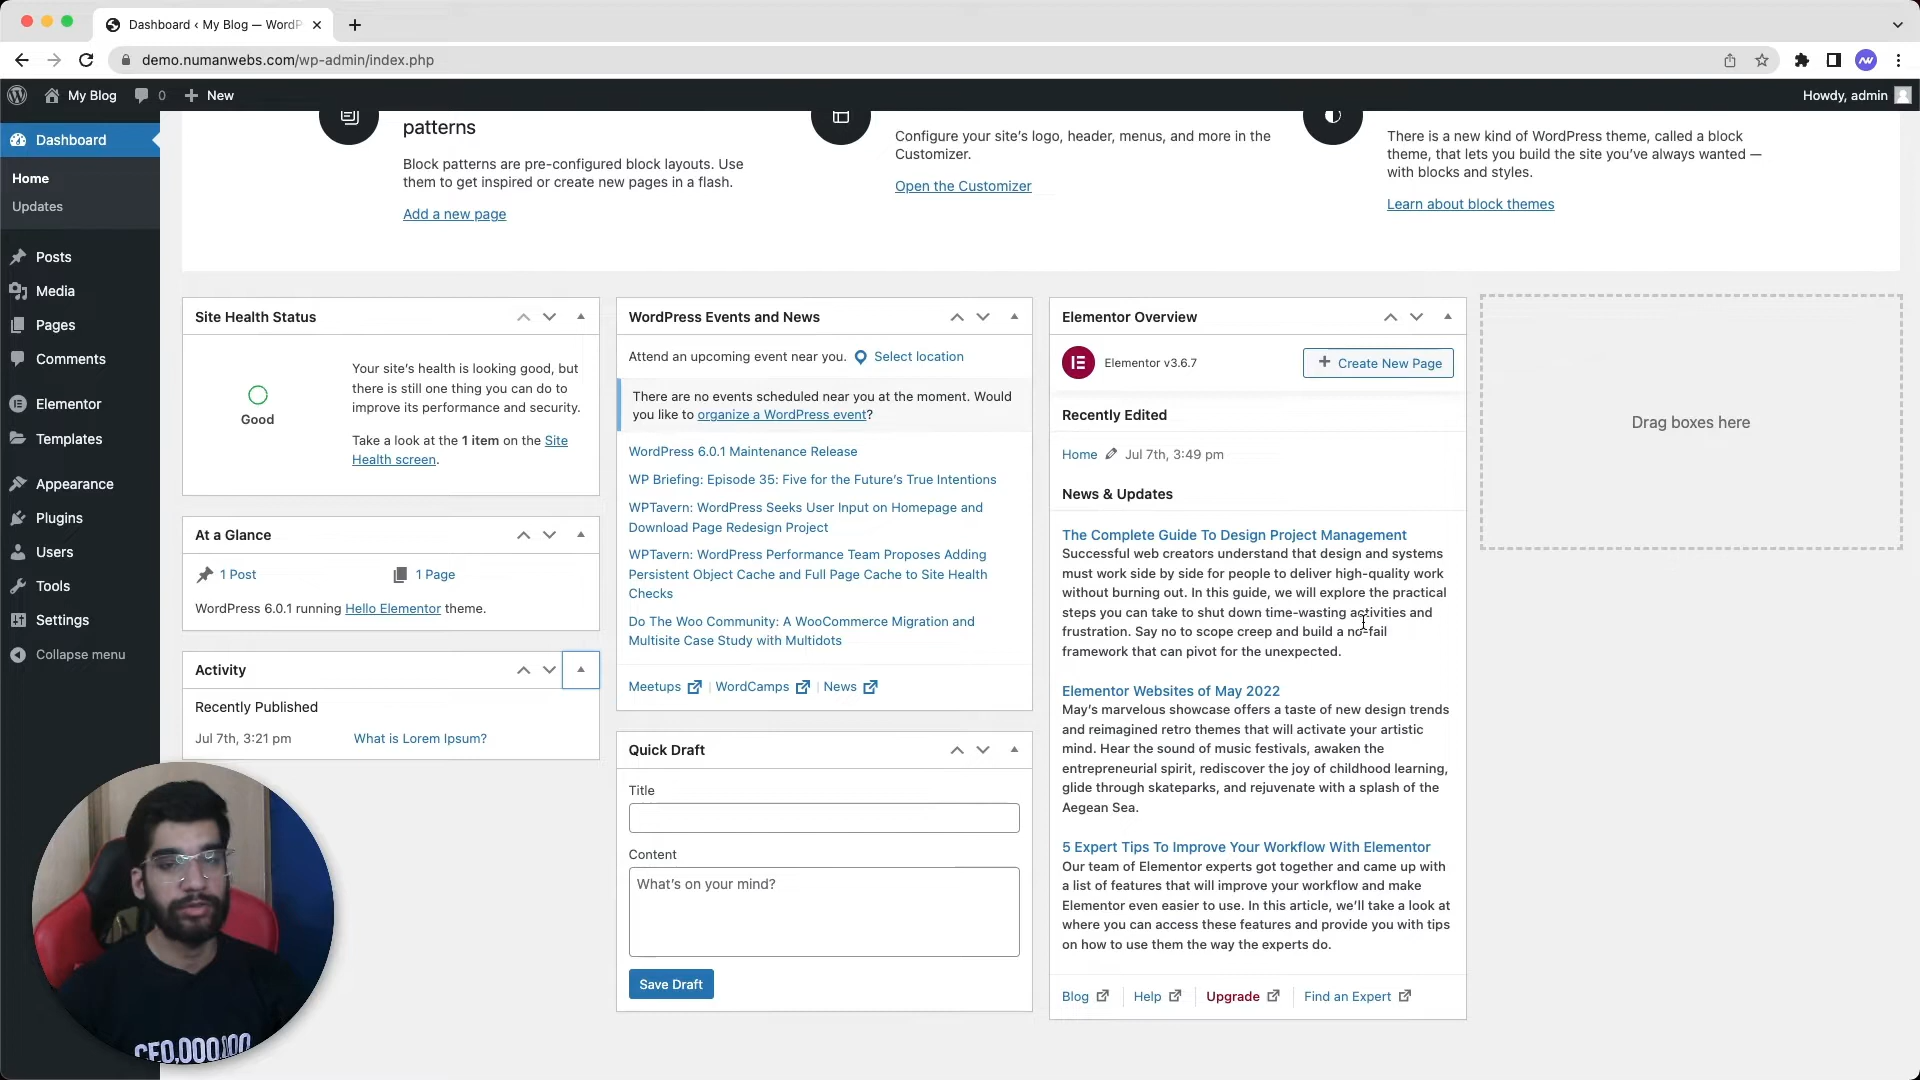 Dashboard ‹ My Blog — WordP
demo.numanwebs.com/wp-admin/index.php
My Blog 0 New
Howdy, admin
Dashboard
Home
Updates
Posts
Media
Pages
Comments
Elementor
Templates
Appearance
Plugins
Users
Tools
Settings
Collapse menu
patterns
Block patterns are pre-configured block layouts. Use
them to get inspired or create new pages in a flash.
Add a new page
Configure your site's logo, header, menus, and more in the
Customizer.
Open the Customizer
There is a new kind of WordPress theme, called a block
theme, that lets you build the site you've always wanted —
with blocks and styles.
Learn about block themes
Site Health Status
Good
Your site's health is looking good, but
there is still one thing you can do to
improve its performance and security.
Take a look at the 1 item on the Site
Health screen.
At a Glance
1 Post
1 Page
WordPress 6.0.1 running Hello Elementor theme.
Activity
Recently Published
Jul 7th, 3:21 pm
What is Lorem Ipsum?
WordPress Events and News
Attend an upcoming event near you. Select location
There are no events scheduled near you at the moment. Would
you like to organize a WordPress event?
WordPress 6.0.1 Maintenance Release
WP Briefing: Episode 35: Five for the Future's True Intentions
WPTavern: WordPress Seeks User Input on Homepage and
Download Page Redesign Project
WPTavern: WordPress Performance Team Proposes Adding
Persistent Object Cache and Full Page Cache to Site Health
Checks
Do The Woo Community: A WooCommerce Migration and
Multisite Case Study with Multidots
Meetups | WordCamps | News
Quick Draft
Title
Content
What's on your mind?
Save Draft
Elementor Overview
Elementor v3.6.7
Create New Page
Recently Edited
Home Jul 7th, 3:49 pm
News & Updates
The Complete Guide To Design Project Management
Successful web creators understand that design and systems
must work side by side for people to deliver high-quality work
without burning out. In this guide, we will explore the practical
steps you can take to shut down time-wasting activities and
frustration. Say no to scope creep and build a no-fail
framework that can pivot for the unexpected.
Elementor Websites of May 2022
May's marvelous showcase offers a taste of new design trends
and reimagined retro themes that will activate your artistic
mind. Hear the sound of music festivals, awaken the
entrepreneurial spirit, rediscover the joy of childhood learning,
glide through skateparks, and rejuvenate with a splash of the
Aegean Sea.
5 Expert Tips To Improve Your Workflow With Elementor
Our team of Elementor experts got together and came up with
a list of features that will improve your workflow and make
Elementor even easier to use. In this article, we'll take a look at
where you can access these features and provide you with tips
on how to use them the way the experts do.
Blog Help Upgrade Find an Expert
Drag boxes here